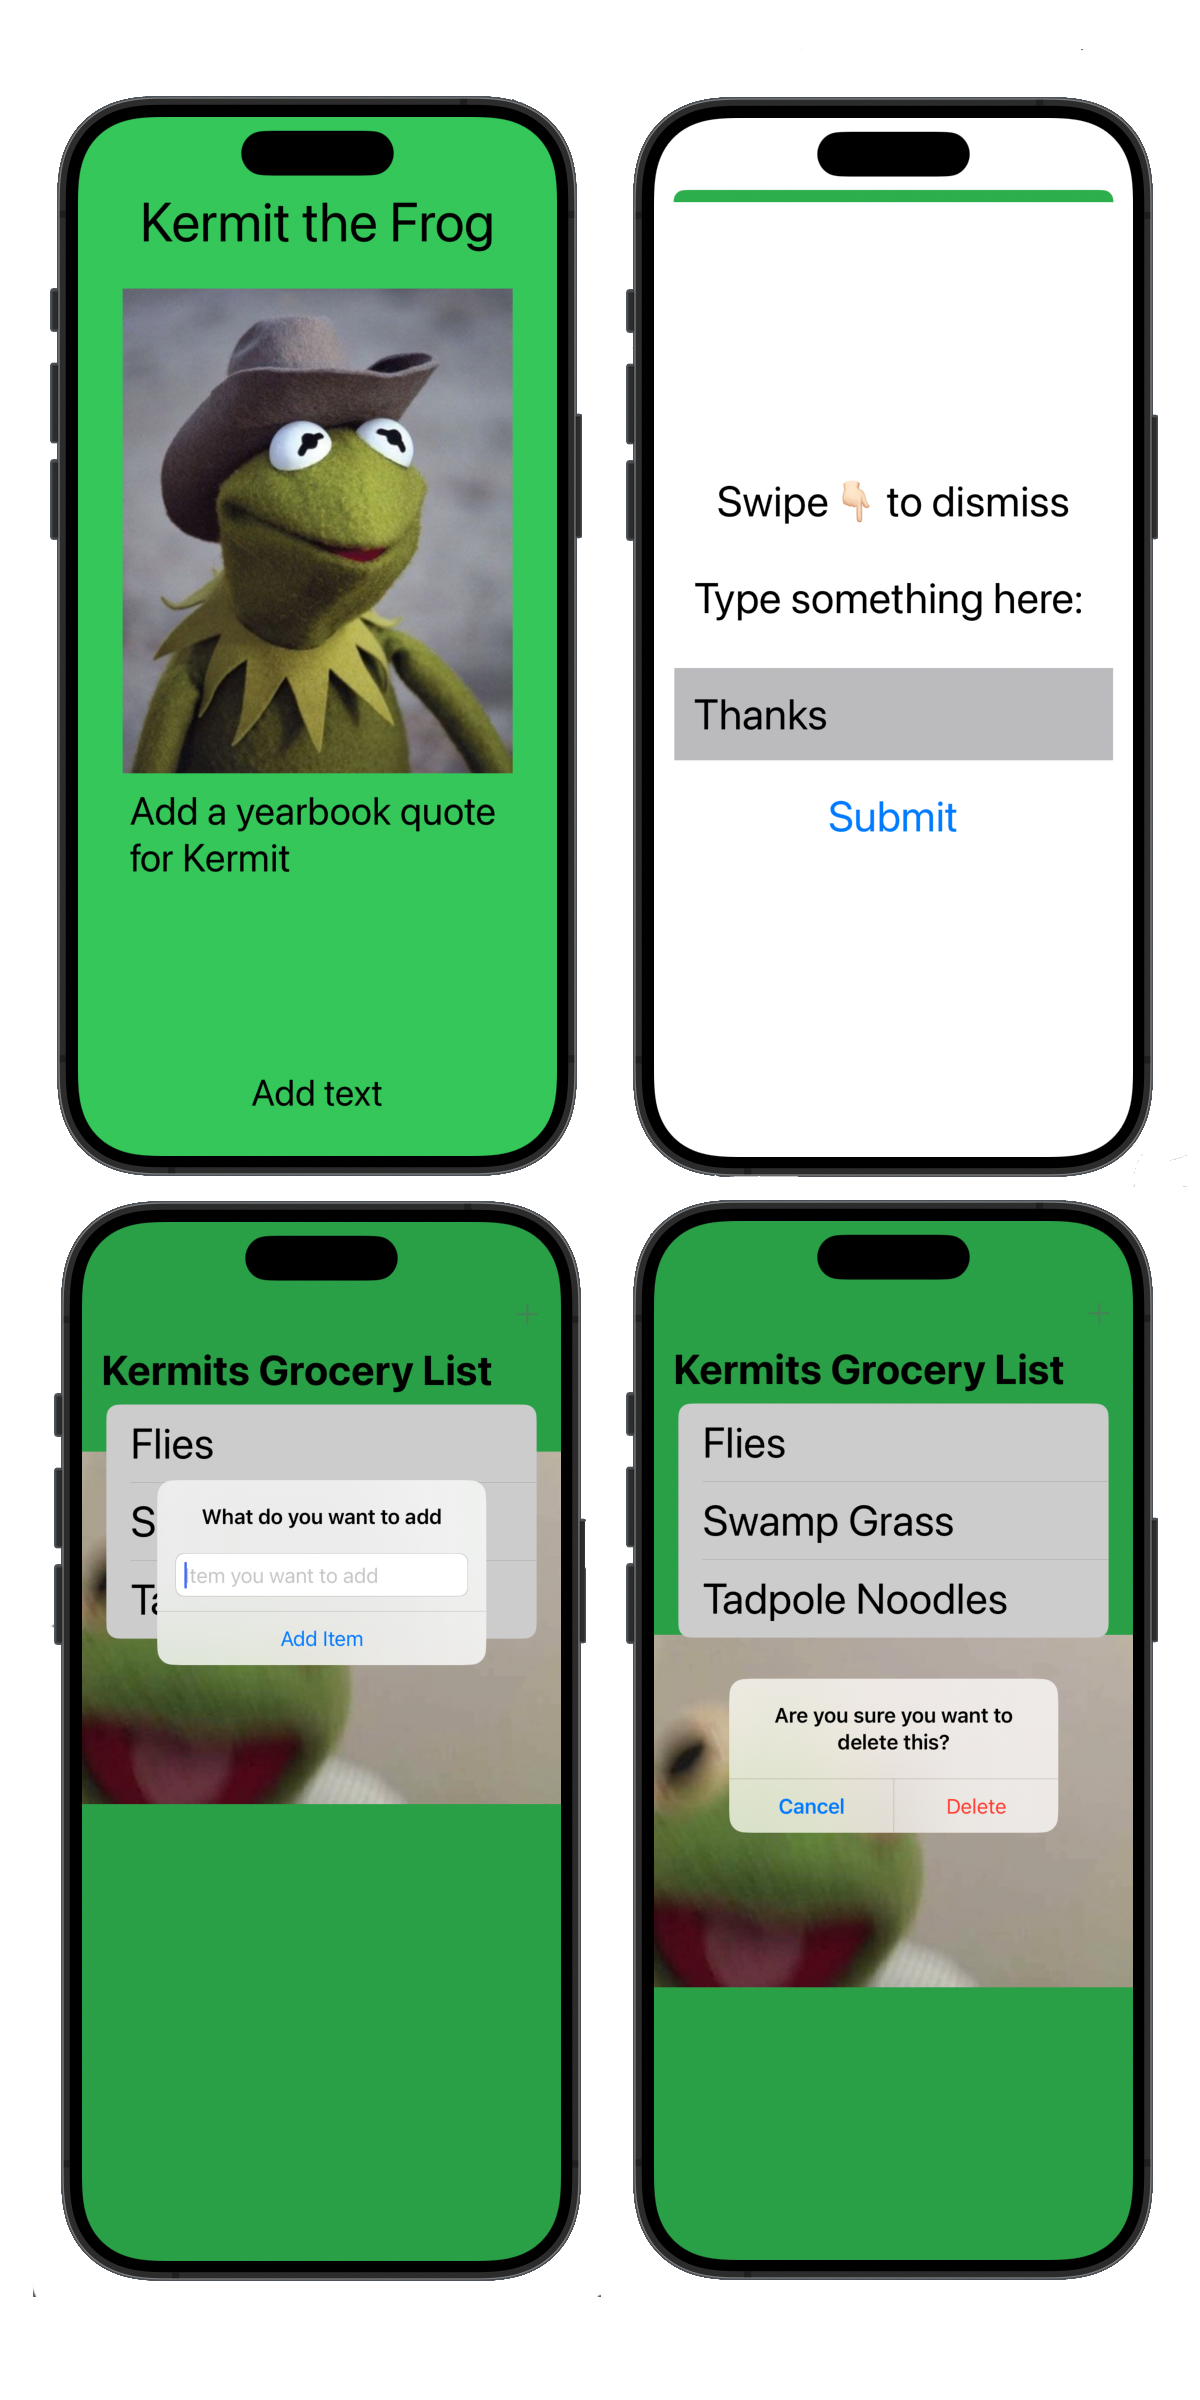 Kermit the Frog
Add a yearbook quote
for Kermit
Add text
Swipe 👇🏻 to dismiss
Type something here:
Thanks
Submit
+
Kermits Grocery List
Flies
S
Ta
What do you want to add
Item you want to add
Add Item
+
Kermits Grocery List
Flies
Swamp Grass
Tadpole Noodles
Are you sure you want to
delete this?
Cancel
Delete